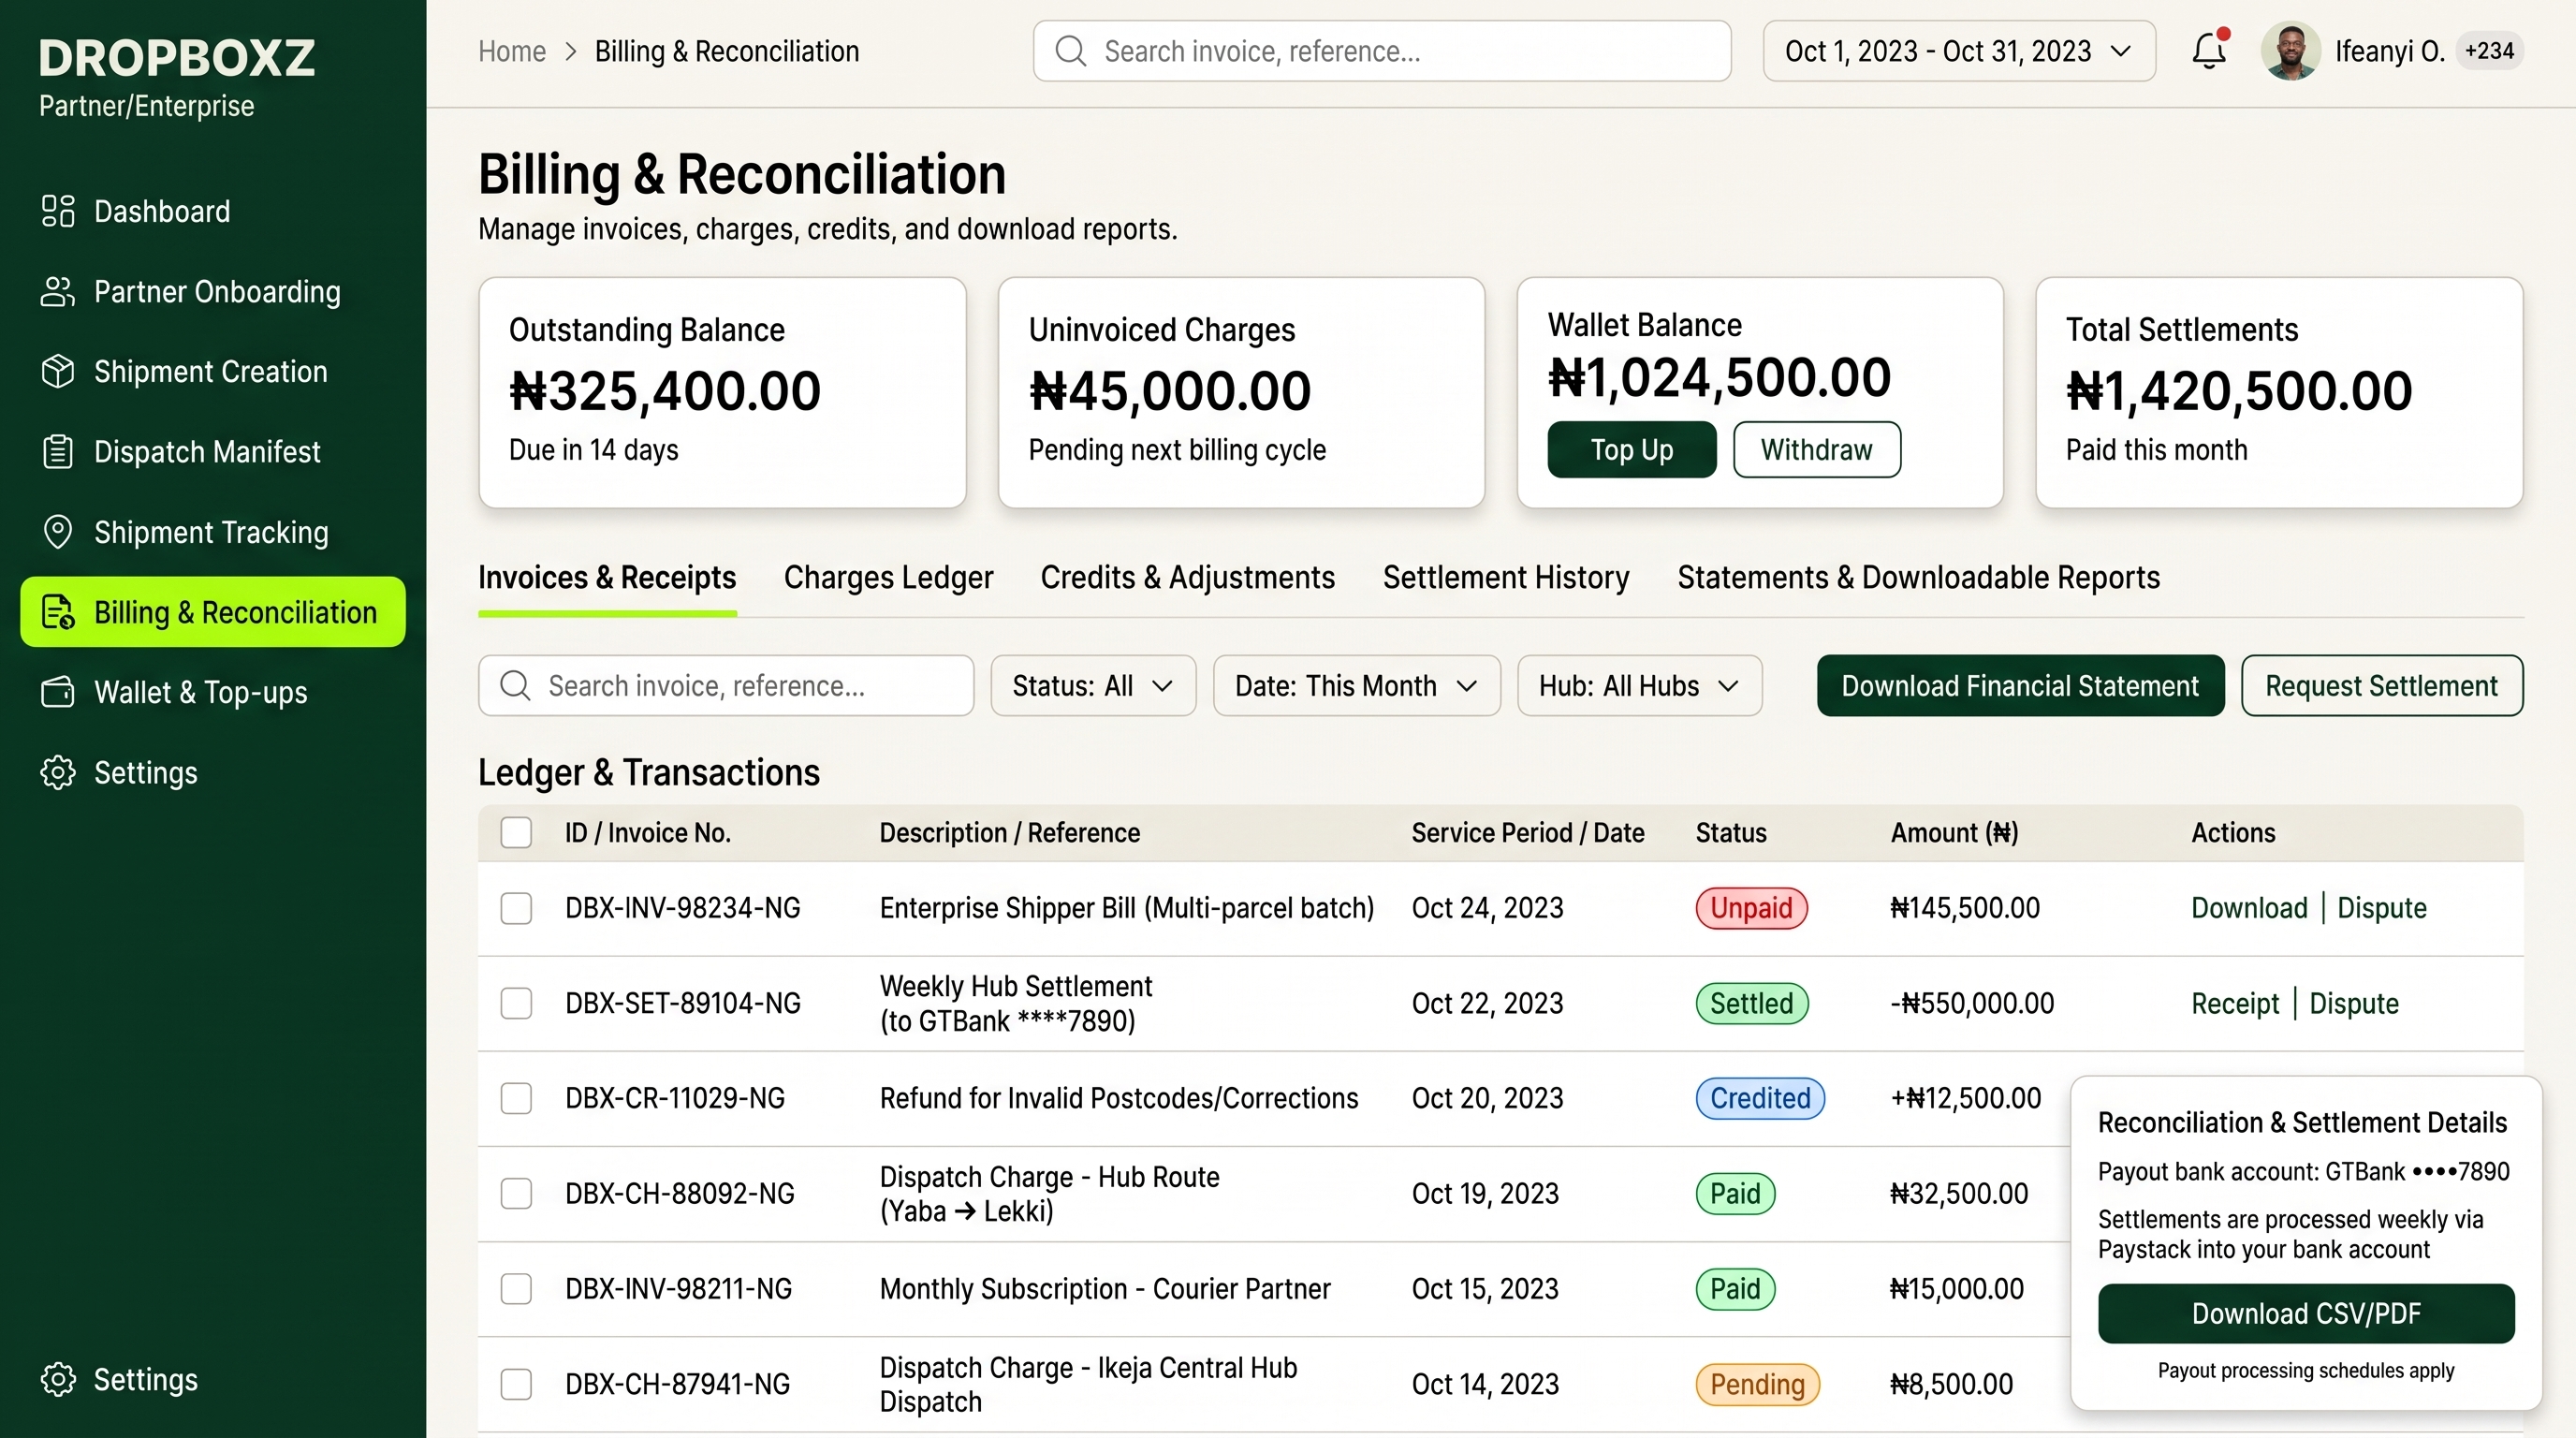 DROPBOXZ
Partner/Enterprise
Dashboard
Partner Onboarding
Shipment Creation
Dispatch Manifest
Shipment Tracking
Billing & Reconciliation
Wallet & Top-ups
Settings
Settings
Home > Billing & Reconciliation
Search invoice, reference...
Oct 1, 2023 - Oct 31, 2023
Ifeanyi O. +234
Billing & Reconciliation
Manage invoices, charges, credits, and download reports.
Outstanding Balance
₦325,400.00
Due in 14 days
Uninvoiced Charges
₦45,000.00
Pending next billing cycle
Wallet Balance
₦1,024,500.00
Top Up Withdraw
Total Settlements
₦1,420,500.00
Paid this month
Invoices & Receipts Charges Ledger Credits & Adjustments Settlement History Statements & Downloadable Reports
Search invoice, reference... Status: All Date: This Month Hub: All Hubs Download Financial Statement Request Settlement
Ledger & Transactions
ID / Invoice No. Description / Reference Service Period / Date Status Amount (₦) Actions
DBX-INV-98234-NG Enterprise Shipper Bill (Multi-parcel batch) Oct 24, 2023 Unpaid ₦145,500.00 Download | Dispute
DBX-SET-89104-NG Weekly Hub Settlement
(to GTBank ****7890) Oct 22, 2023 Settled -₦550,000.00 Receipt | Dispute
DBX-CR-11029-NG Refund for Invalid Postcodes/Corrections Oct 20, 2023 Credited +₦12,500.00
DBX-CH-88092-NG Dispatch Charge - Hub Route
(Yaba → Lekki) Oct 19, 2023 Paid ₦32,500.00
DBX-INV-98211-NG Monthly Subscription - Courier Partner Oct 15, 2023 Paid ₦15,000.00
DBX-CH-87941-NG Dispatch Charge - Ikeja Central Hub
Dispatch Oct 14, 2023 Pending ₦8,500.00
Reconciliation & Settlement Details
Payout bank account: GTBank ••••7890
Settlements are processed weekly via
Paystack into your bank account
Download CSV/PDF
Payout processing schedules apply